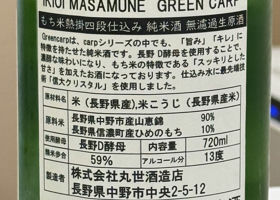 IKIOI MASAMUNE GREEN CARP
もち米熱掛四段仕込み 純米酒 無濾過生原酒
Greencarpは、carpシリーズの中でも、「旨み」「キレ」に
特徴を持たせた純米酒です。長野D酵母を使用することで
濃醇な味わいになり、もち米の特徴である「スッキリとした
甘さ」を加えたお酒になっております。仕込み水に最先端技
術「信大クリスタル」を使用しています。
原材料名 米(長野県産)、米こうじ(長野県産米)
原料米 長野県中野市産山恵錦 90%
長野県信濃町産ひめのもち 10%
使用酵母 長野D酵母 内容量 720ml
精米歩合 59% アルコール分 13度
製造者 株式会社丸世酒造店
長野県中野市中央2-5-12